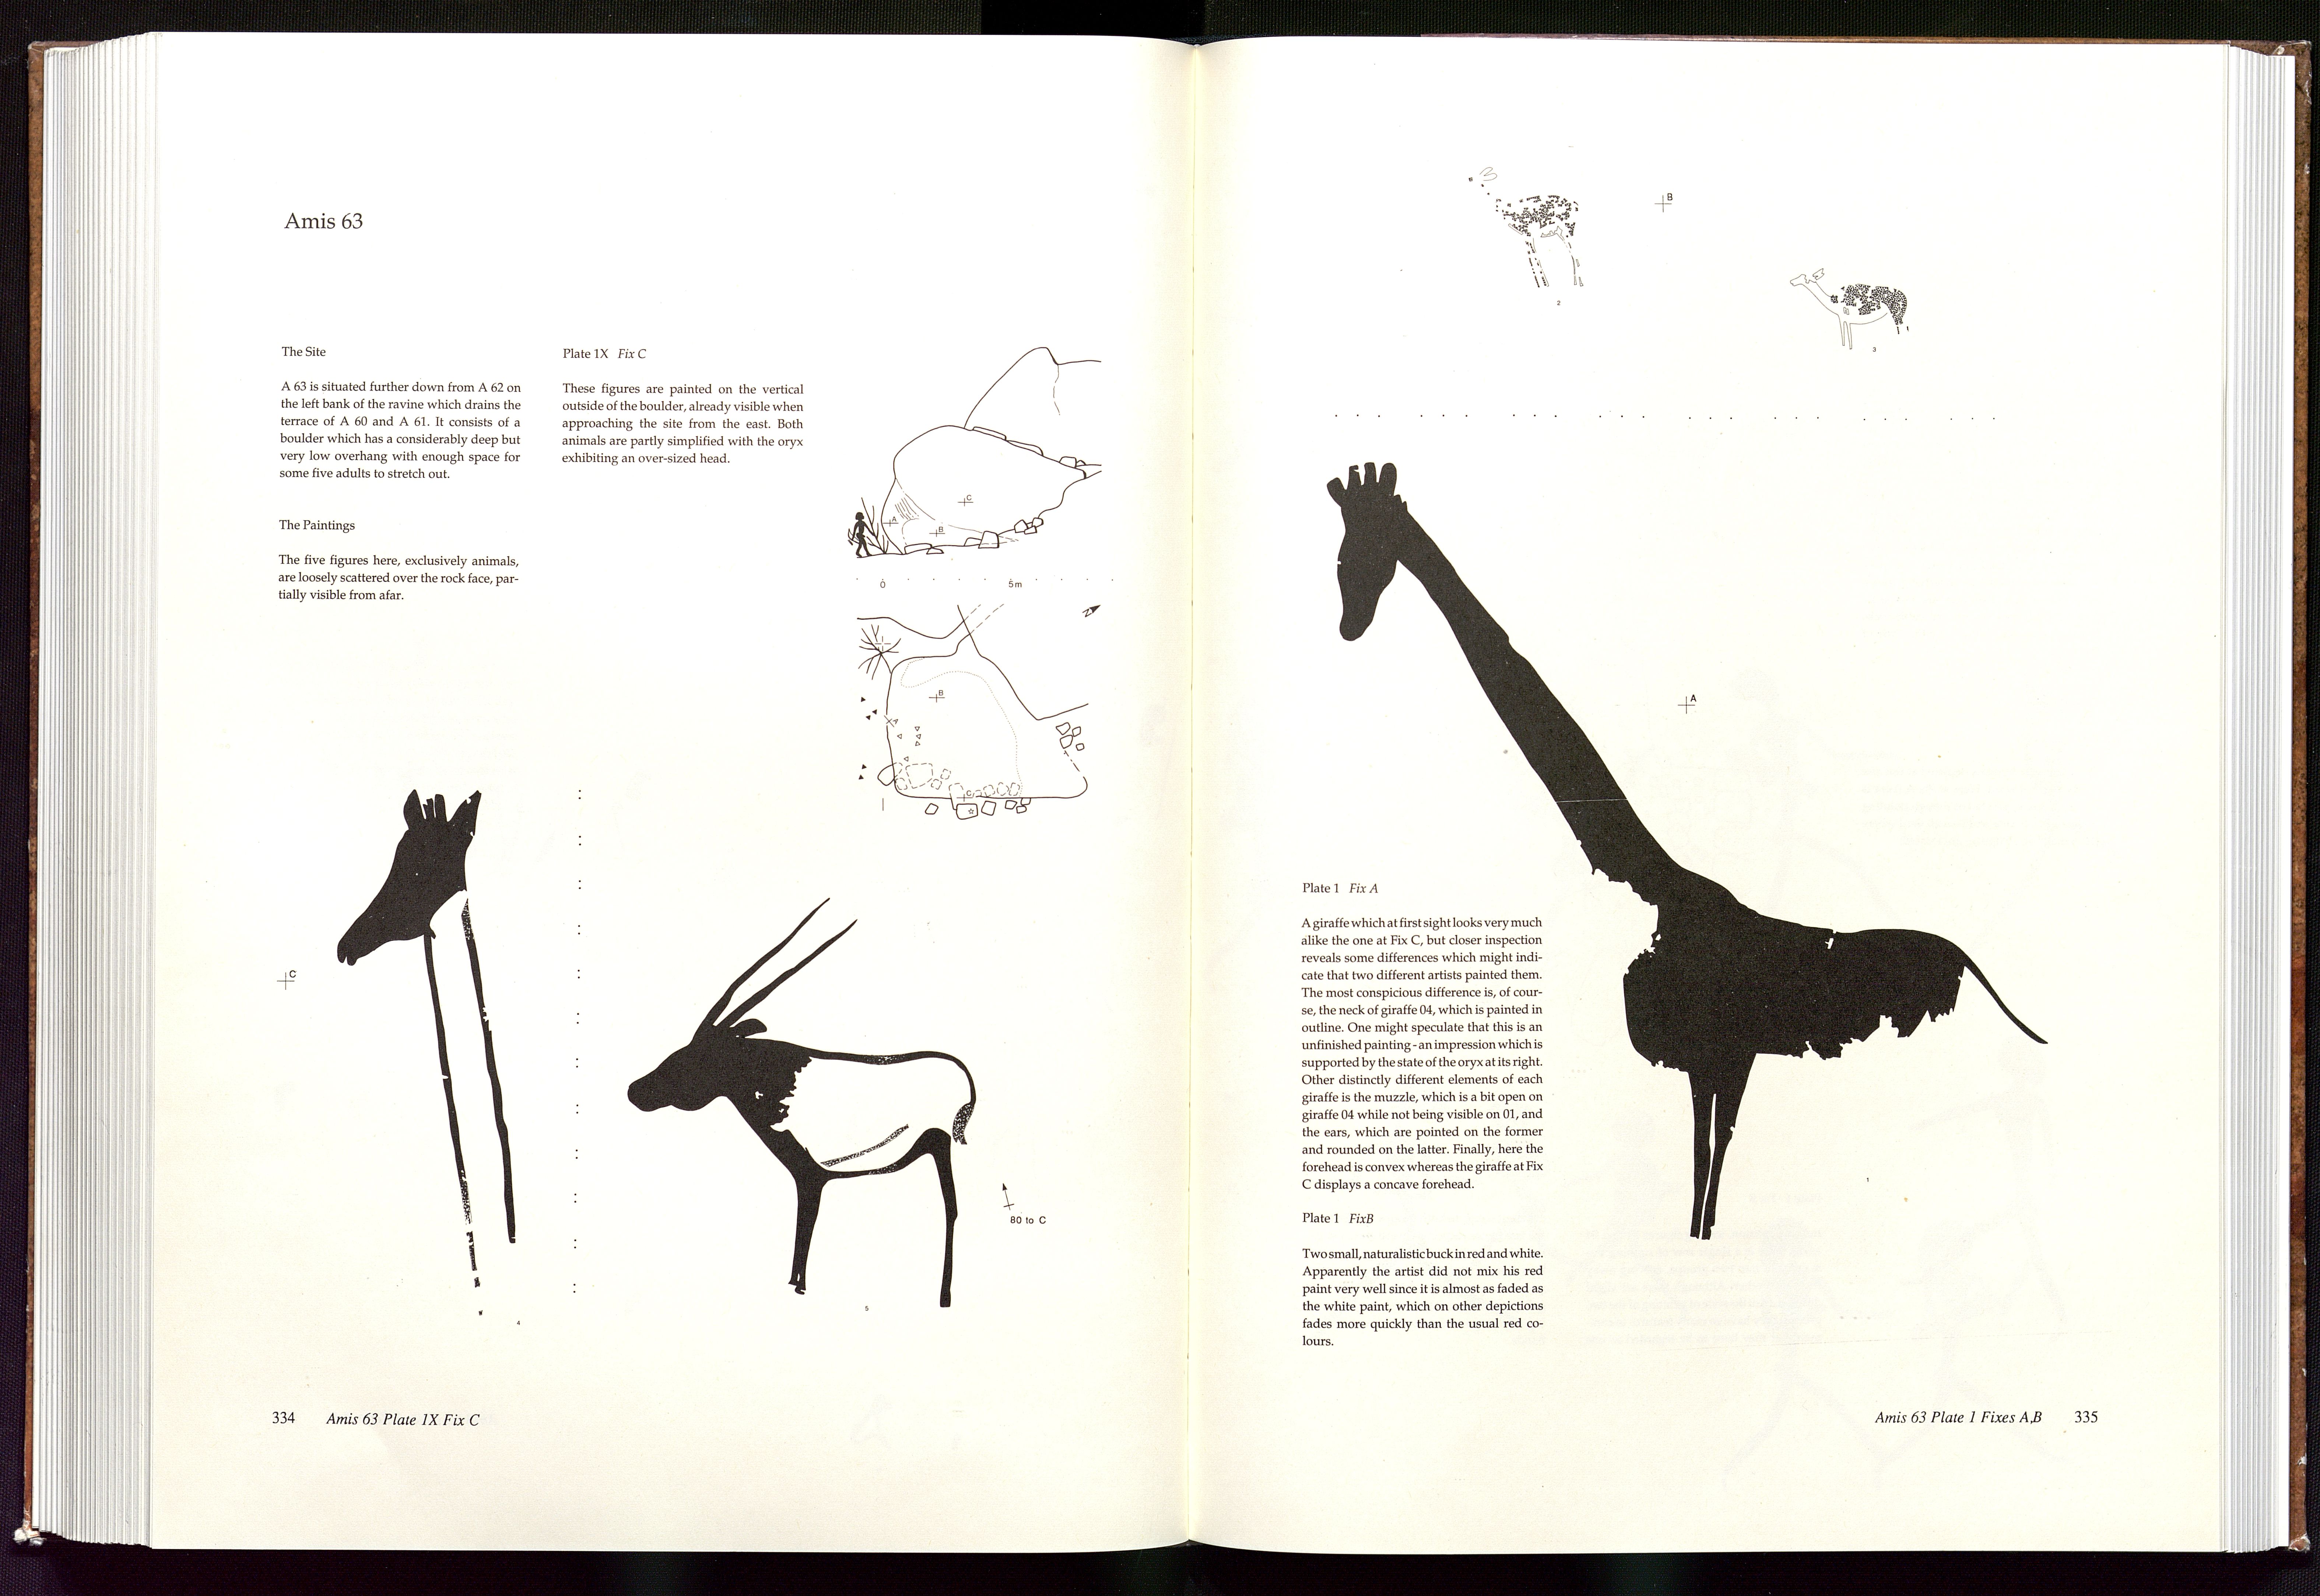 Amis 63
The Site
A 63 is situated further down from A 62 on
the left bank of the ravine which drains the
terrace of A 60 and A 61. It consists of a
boulder which has a considerably deep but
very low overhang with enough space for
some five adults to stretch out.
The Paintings
The five figures here, exclusively animals,
are loosely scattered over the rock face, par-
tially visible from afar.
Plate 1X Fix C
These figures are painted on the vertical
outside of the boulder, already visible when
approaching the site from the east. Both
animals are partly simplified with the oryx
exhibiting an over-sized head.
C
A
B
0 5m
N
B
A
C
C
4
5
80 to C
334 Amis 63 Plate 1X Fix C
B
2
3
A
1
Plate 1 Fix A
A giraffe which at first sight looks very much
alike the one at Fix C, but closer inspection
reveals some differences which might indi-
cate that two different artists painted them.
The most conspicious difference is, of cour-
se, the neck of giraffe 04, which is painted in
outline. One might speculate that this is an
unfinished painting - an impression which is
supported by the state of the oryx at its right.
Other distinctly different elements of each
giraffe is the muzzle, which is a bit open on
giraffe 04 while not being visible on 01, and
the ears, which are pointed on the former
and rounded on the latter. Finally, here the
forehead is convex whereas the giraffe at Fix
C displays a concave forehead.
Plate 1 FixB
Two small, naturalistic buck in red and white.
Apparently the artist did not mix his red
paint very well since it is almost as faded as
the white paint, which on other depictions
fades more quickly than the usual red co-
lours.
Amis 63 Plate 1 Fixes A,B 335